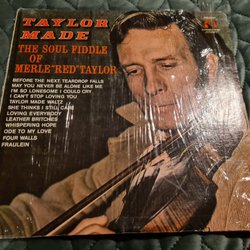 TAYLOR
MADE
THE SOUL FIDDLE
OF
MERLE "RED" TAYLOR
BEFORE THE NEXT TEARDROP FALLS
MAY YOU NEVER BE ALONE LIKE ME
I'M SO LONESOME I COULD CRY
I CAN'T STOP LOVING YOU
TAYLOR MADE WALTZ
SHE THINKS I STILL CARE
LOVING EVERYBODY
LEATHER BRITCHES
WHISPERING HOPE
ODE TO MY LOVE
FOUR WALLS
FRAULEIN